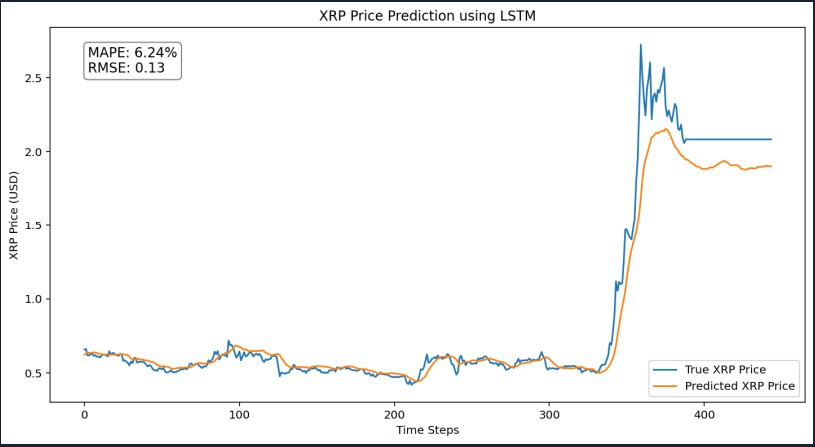 XRP Price Prediction using LSTM
MAPE: 6.24%
RMSE: 0.13
XRP Price (USD)
2.5
2.0
1.5
1.0
0.5
0 100 200 300 400
Time Steps
True XRP Price
Predicted XRP Price